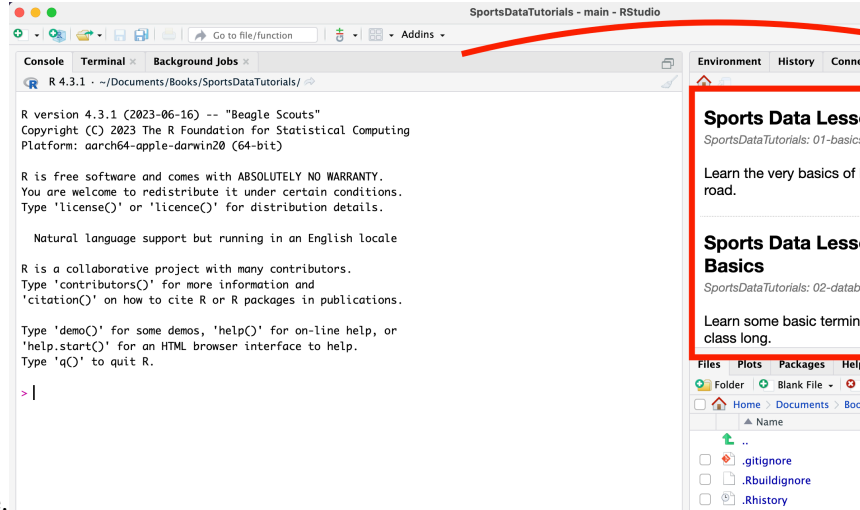 SportsDataTutorials - main - RStudio
Go to file/function
Addins
Console Terminal Background Jobs
R 4.3.1 · ~/Documents/Books/SportsDataTutorials/
R version 4.3.1 (2023-06-16) -- "Beagle Scouts"
Copyright (C) 2023 The R Foundation for Statistical Computing
Platform: aarch64-apple-darwin20 (64-bit)
R is free software and comes with ABSOLUTELY NO WARRANTY.
You are welcome to redistribute it under certain conditions.
Type 'license()' or 'licence()' for distribution details.
Natural language support but running in an English locale
R is a collaborative project with many contributors.
Type 'contributors()' for more information and
'citation()' on how to cite R or R packages in publications.
Type 'demo()' for some demos, 'help()' for on-line help, or
'help.start()' for an HTML browser interface to help.
Type 'q()' to quit R.
>
Environment History Conne
Sports Data Lesso
SportsDataTutorials: 01-basics
Learn the very basics of
road.
Sports Data Lesso
Basics
SportsDataTutorials: 02-datab
Learn some basic termin
class long.
Files Plots Packages Help
Folder Blank File
Home Documents Boo
Name
..
.gitignore
.Rbuildignore
.Rhistory